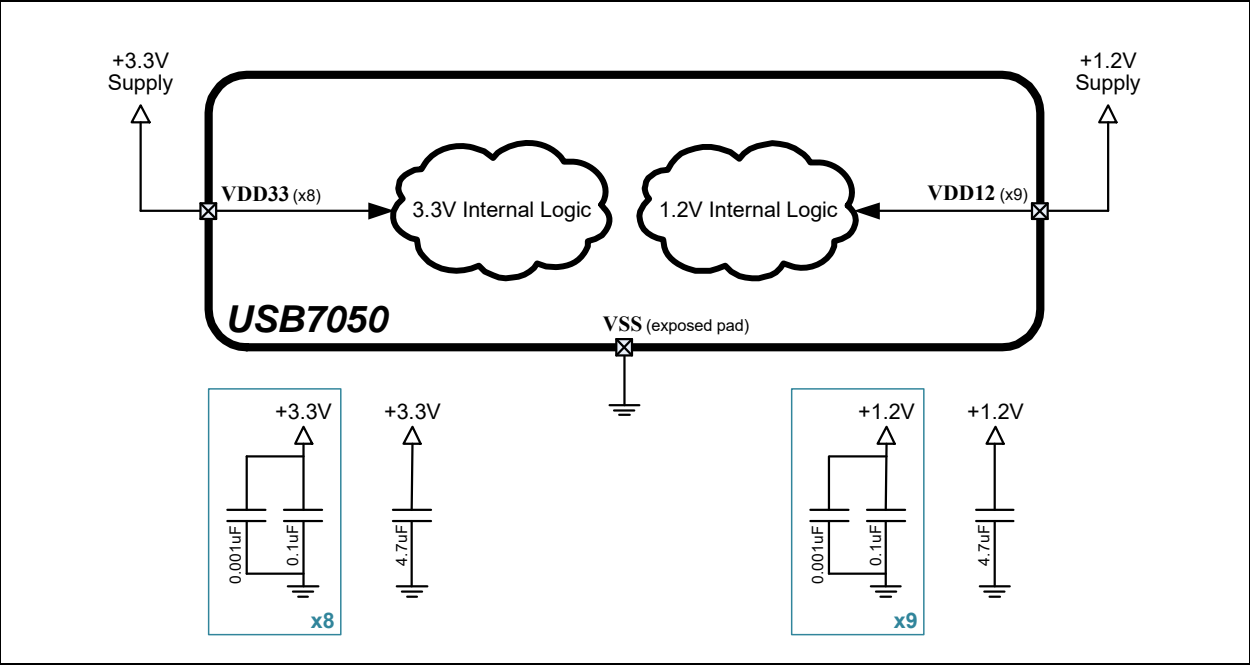 +3.3V
Supply
+1.2V
Supply
VDD33 (x8)
3.3V Internal Logic
1.2V Internal Logic
VDD12 (x9)
USB7050
VSS (exposed pad)
+3.3V
+3.3V
+1.2V
+1.2V
0.001uF
0.1uF
4.7uF
0.001uF
0.1uF
4.7uF
x8
x9